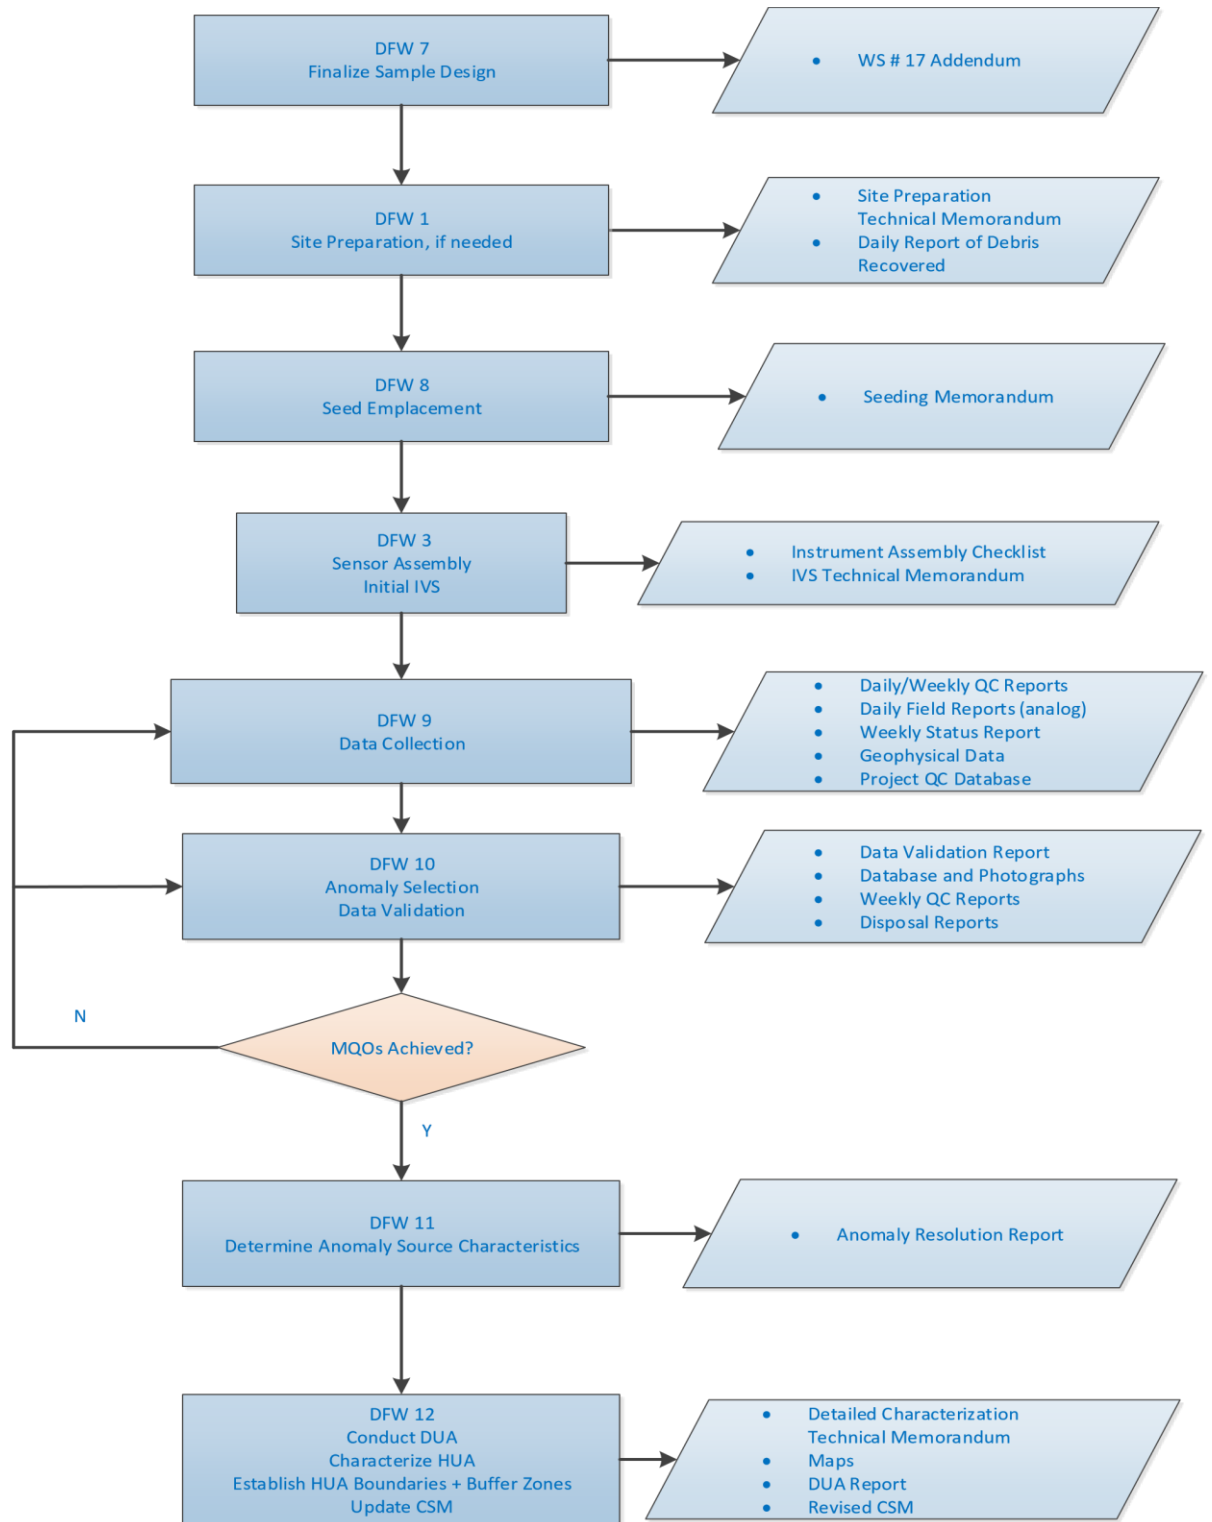 DFW 7
Finalize Sample Design
• WS # 17 Addendum
DFW 1
Site Preparation, if needed
• Site Preparation
Technical Memorandum
• Daily Report of Debris
Recovered
DFW 8
Seed Emplacement
• Seeding Memorandum
DFW 3
Sensor Assembly
Initial IVS
• Instrument Assembly Checklist
• IVS Technical Memorandum
DFW 9
Data Collection
• Daily/Weekly QC Reports
• Daily Field Reports (analog)
• Weekly Status Report
• Geophysical Data
• Project QC Database
DFW 10
Anomaly Selection
Data Validation
• Data Validation Report
• Database and Photographs
• Weekly QC Reports
• Disposal Reports
N
MQOs Achieved?
Y
DFW 11
Determine Anomaly Source Characteristics
• Anomaly Resolution Report
DFW 12
Conduct DUA
Characterize HUA
Establish HUA Boundaries + Buffer Zones
Update CSM
• Detailed Characterization
Technical Memorandum
• Maps
• DUA Report
• Revised CSM